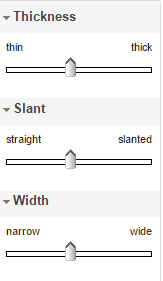 Thickness
thin thick
Slant
straight slanted
Width
narrow wide